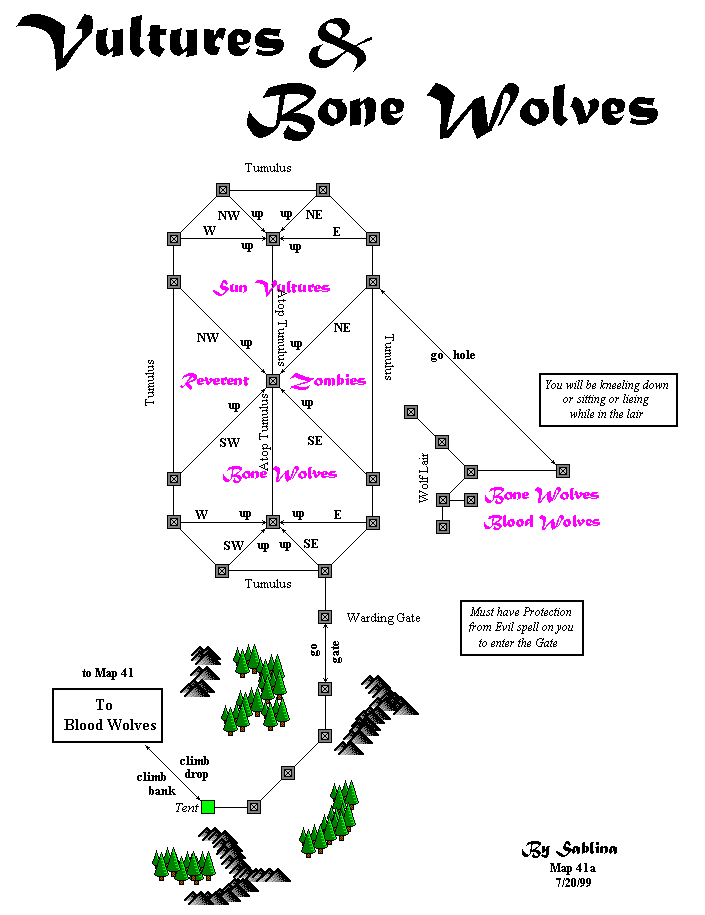 Vultures &
Bone Wolves
Tumulus
NW up up NE
W E
up up
Sun Vultures
Atop Tumulus
NW NE
up up
Tumulus
Tumulus
go hole
Reverent Zombies
You will be kneeling down
or sitting or lieing
while in the lair
up up
Atop Tumulus
SW SE
Wolf Lair
Bone Wolves
Bone Wolves
Blood Wolves
W up up E
SW up up SE
Tumulus
Warding Gate
Must have Protection
from Evil spell on you
to enter the Gate
go gate
to Map 41
To
Blood Wolves
climb
drop
climb
bank
Tent
By Sablina
Map 41a
7/20/99